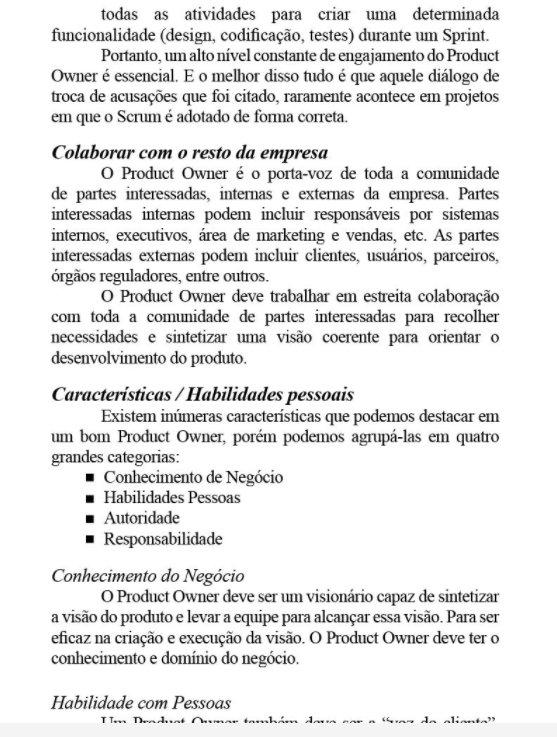 todas as atividades para criar uma determinada
funcionalidade (design, codificação, testes) durante um Sprint.
Portanto, um alto nível constante de engajamento do Product
Owner é essencial. E o melhor disso tudo é que aquele diálogo de
troca de acusações que foi citado, raramente acontece em projetos
em que o Scrum é adotado de forma correta.
Colaborar com o resto da empresa
O Product Owner é o porta-voz de toda a comunidade
de partes interessadas, internas e externas da empresa. Partes
interessadas internas podem incluir responsáveis por sistemas
internos, executivos, área de marketing e vendas, etc. As partes
interessadas externas podem incluir clientes, usuários, parceiros,
órgãos reguladores, entre outros.
O Product Owner deve trabalhar em estreita colaboração
com toda a comunidade de partes interessadas para recolher
necessidades e sintetizar uma visão coerente para orientar o
desenvolvimento do produto.
Características / Habilidades pessoais
Existem inúmeras características que podemos destacar em
um bom Product Owner, porém podemos agrupá-las em quatro
grandes categorias:
■ Conhecimento de Negócio
■ Habilidades Pessoas
■ Autoridade
■ Responsabilidade
Conhecimento do Negócio
O Product Owner deve ser um visionário capaz de sintetizar
a visão do produto e levar a equipe para alcançar essa visão. Para ser
eficaz na criação e execução da visão. O Product Owner deve ter o
conhecimento e domínio do negócio.
Habilidade com Pessoas
Um Product Owner também deve ser a “voz do cliente”